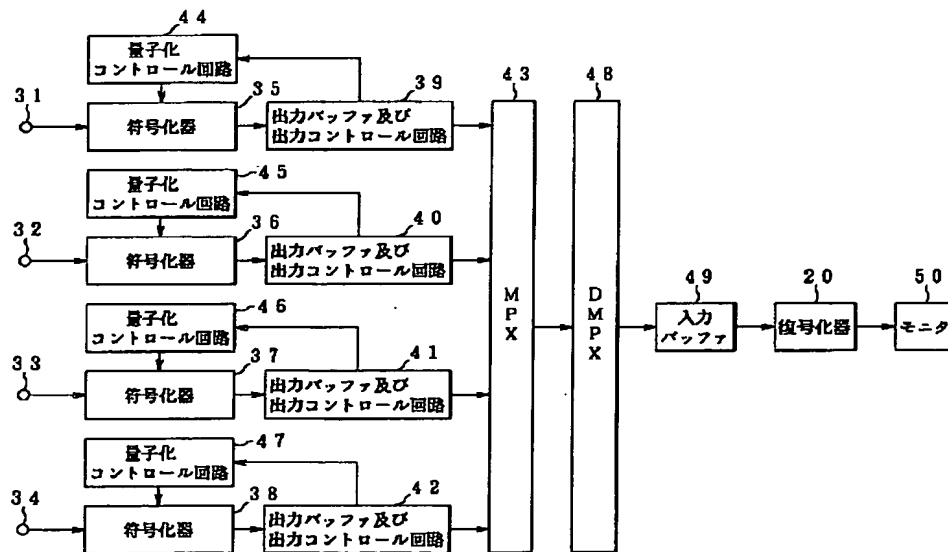 44
量子化
コントロール回路
31
35
符号化器
39
出力バッファ及び
出力コントロール回路
43
48
45
量子化
コントロール回路
32
36
符号化器
40
出力バッファ及び
出力コントロール回路
MPX
DMPX
49
入力
バッファ
20
復号化器
50
モニタ
46
量子化
コントロール回路
33
37
符号化器
41
出力バッファ及び
出力コントロール回路
47
量子化
コントロール回路
34
38
符号化器
42
出力バッファ及び
出力コントロール回路